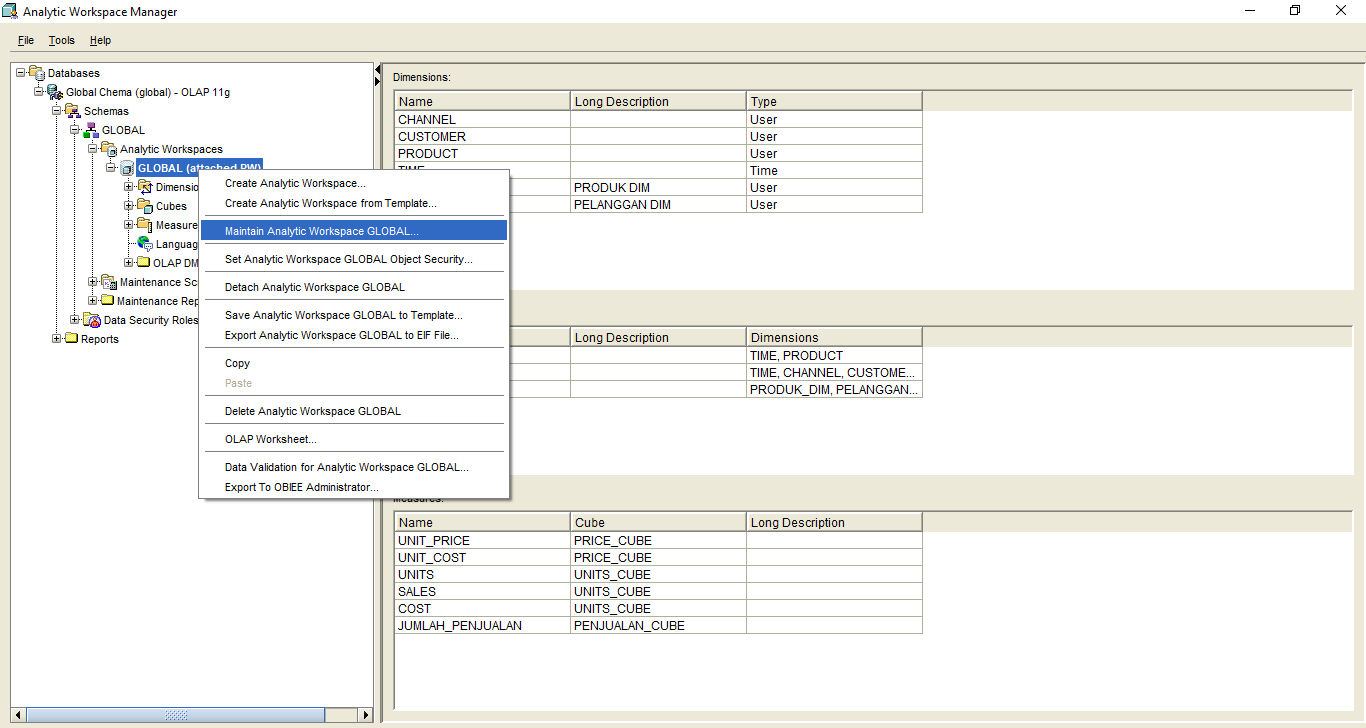 Analytic Workspace Manager
File Tools Help
Databases
Global Chema (global) - OLAP 11g
Schemas
GLOBAL
Analytic Workspaces
GLOBAL (attached RW)
Dimensio
Cubes
Measure
Languag
OLAP DM
Maintenance Sc
Maintenance Rep
Data Security Roles
Reports
Create Analytic Workspace...
Create Analytic Workspace from Template...
Maintain Analytic Workspace GLOBAL...
Set Analytic Workspace GLOBAL Object Security...
Detach Analytic Workspace GLOBAL
Save Analytic Workspace GLOBAL to Template...
Export Analytic Workspace GLOBAL to EIF File...
Copy
Paste
Delete Analytic Workspace GLOBAL
OLAP Worksheet...
Data Validation for Analytic Workspace GLOBAL...
Export To OBIEE Administrator...
Dimensions:
Name Long Description Type
CHANNEL User
CUSTOMER User
PRODUCT User
TIME Time
PRODUK DIM User
PELANGGAN DIM User
Long Description Dimensions
TIME, PRODUCT
TIME, CHANNEL, CUSTOME...
PRODUK_DIM, PELANGGAN...
Measures:
Name Cube Long Description
UNIT_PRICE PRICE_CUBE
UNIT_COST PRICE_CUBE
UNITS UNITS_CUBE
SALES UNITS_CUBE
COST UNITS_CUBE
JUMLAH_PENJUALAN PENJUALAN_CUBE